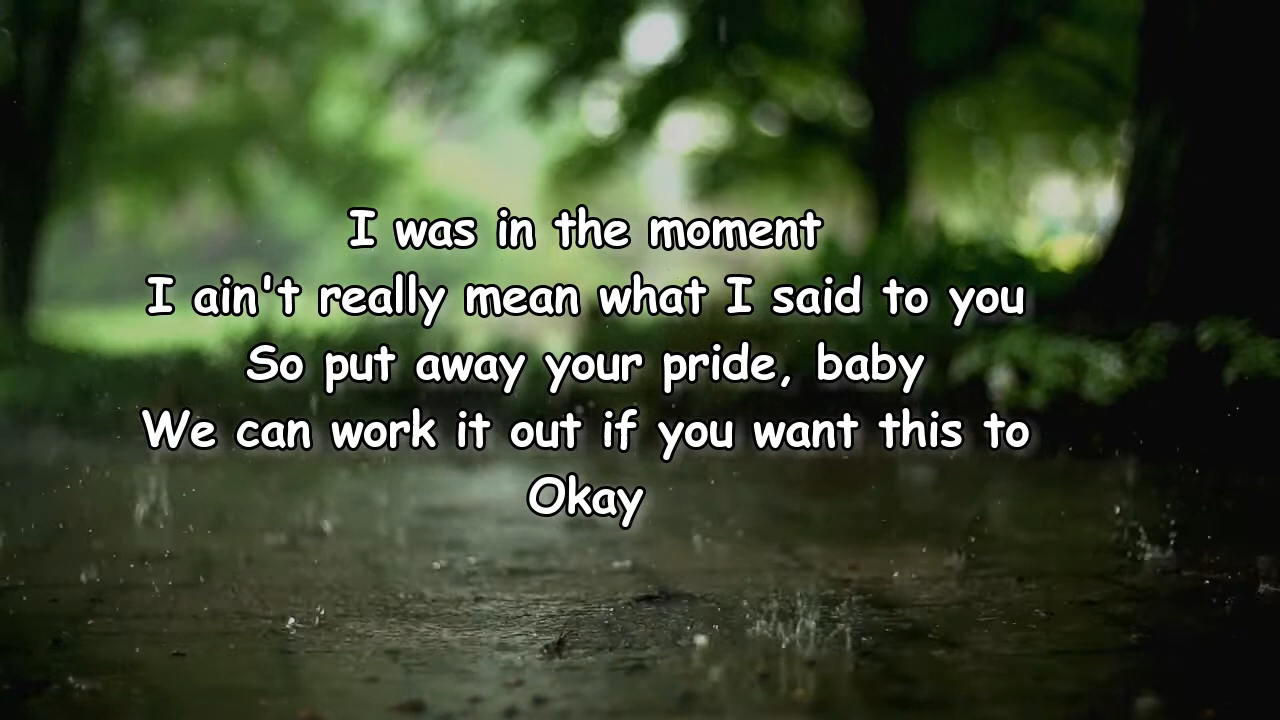 I was in the moment
I ain't really mean what I said to you
So put away your pride, baby
We can work it out if you want this to
Okay